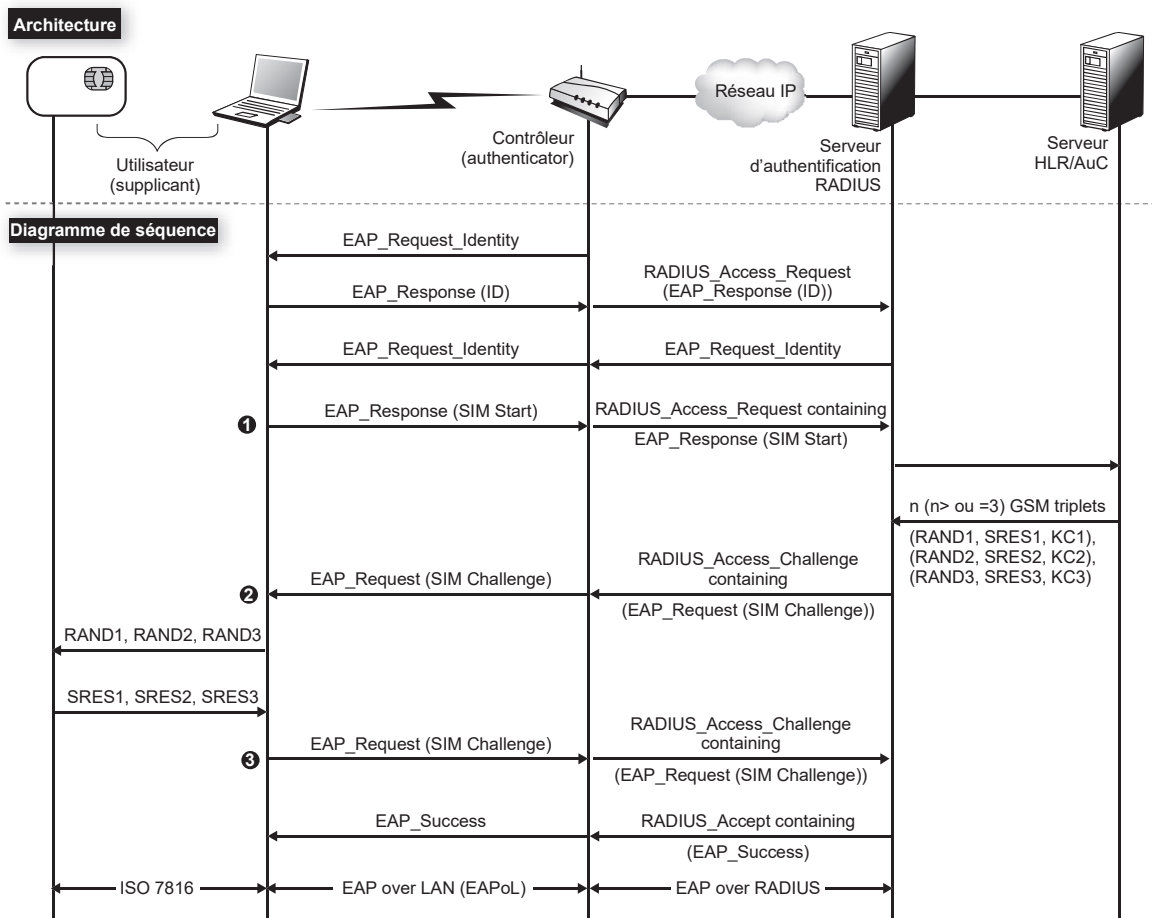 Architecture
Réseau IP
Utilisateur
(supplicant)
Contrôleur
(authenticator)
Serveur
d'authentification
RADIUS
Serveur
HLR/AuC
Diagramme de séquence
EAP_Request_Identity
EAP_Response (ID)
RADIUS_Access_Request
(EAP_Response (ID))
EAP_Request_Identity
EAP_Request_Identity
❶
EAP_Response (SIM Start)
RADIUS_Access_Request containing
EAP_Response (SIM Start)
n (n> ou =3) GSM triplets
(RAND1, SRES1, KC1),
(RAND2, SRES2, KC2),
(RAND3, SRES3, KC3)
❷
EAP_Request (SIM Challenge)
RADIUS_Access_Challenge
containing
(EAP_Request (SIM Challenge))
RAND1, RAND2, RAND3
SRES1, SRES2, SRES3
❸
EAP_Request (SIM Challenge)
RADIUS_Access_Challenge
containing
(EAP_Request (SIM Challenge))
EAP_Success
RADIUS_Accept containing
(EAP_Success)
ISO 7816
EAP over LAN (EAPoL)
EAP over RADIUS